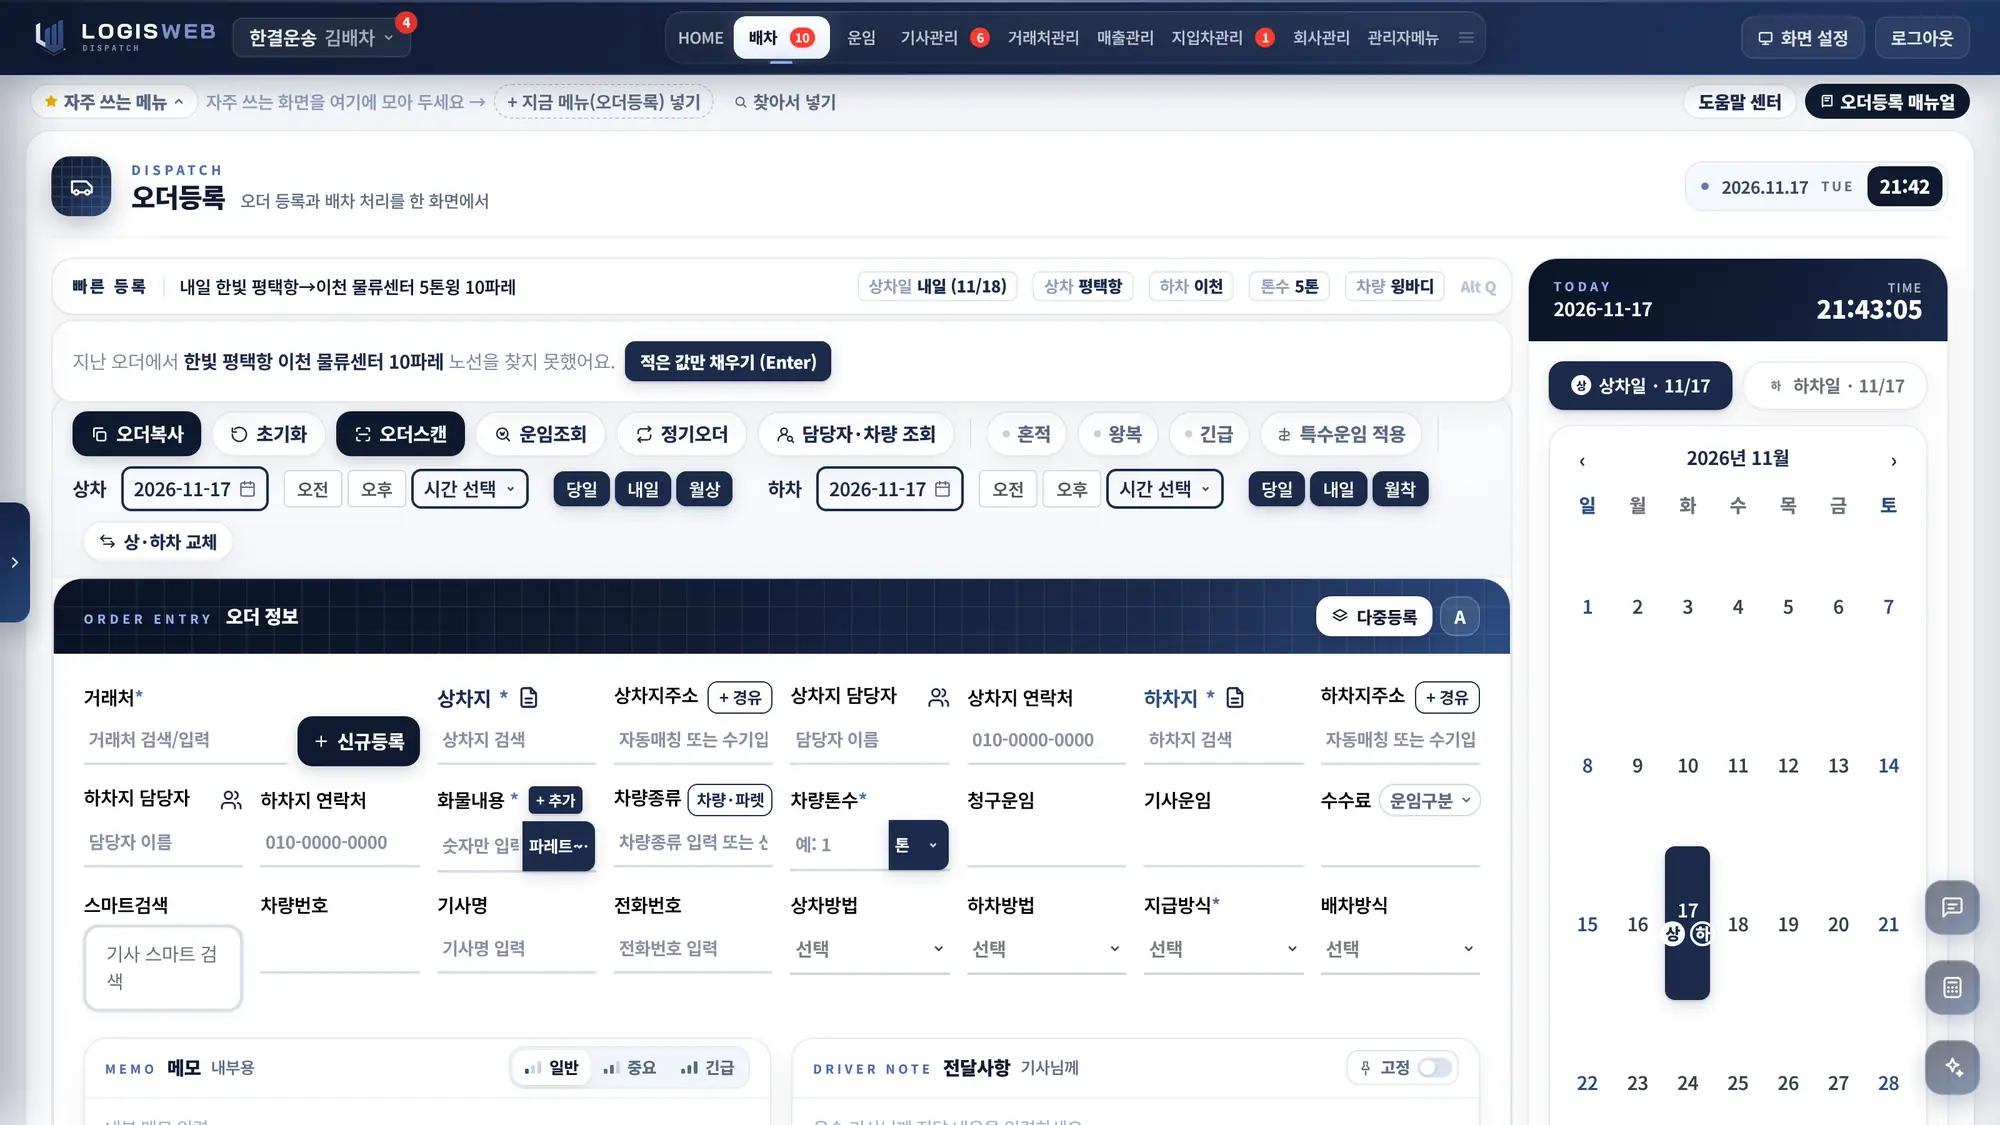 LOGISWEB
DISPATCH
한결운송 김배차 4
HOME 배차 10 운임 기사관리 6 거래처관리 매출관리 지입차관리 1 회사관리 관리자메뉴
화면 설정 로그아웃
자주 쓰는 메뉴 자주 쓰는 화면을 여기에 모아 두세요 → + 지금 메뉴(오더등록) 넣기 찾아서 넣기
도움말 센터 오더등록 매뉴얼
DISPATCH
오더등록 오더 등록과 배차 처리를 한 화면에서
2026.11.17 TUE 21:42
빠른 등록 내일 한빛 평택항→이천 물류센터 5톤윙 10파레
상차일 내일 (11/18) 상차 평택항 하차 이천 톤수 5톤 차량 윙바디 Alt Q
지난 오더에서 한빛 평택항 이천 물류센터 10파레 노선을 찾지 못했어요. 적은 값만 채우기 (Enter)
오더복사 초기화 오더스캔 운임조회 정기오더 담당자·차량 조회 혼적 왕복 긴급 특수운임 적용
상차 2026-11-17 오전 오후 시간 선택 당일 내일 월상 하차 2026-11-17 오전 오후 시간 선택 당일 내일 월착
상·하차 교체
ORDER ENTRY 오더 정보 다중등록 A
거래처* 상차지 * 상차지주소 + 경유 상차지 담당자 상차지 연락처 하차지 * 하차지주소 + 경유
거래처 검색/입력 + 신규등록 상차지 검색 자동매칭 또는 수기입 담당자 이름 010-0000-0000 하차지 검색 자동매칭 또는 수기입
하차지 담당자 하차지 연락처 화물내용 * + 추가 차량종류 차량·파렛 차량톤수* 청구운임 기사운임 수수료 운임구분
담당자 이름 010-0000-0000 숫자만 입력 파레트 차량종류 입력 또는 예: 1 톤
스마트검색 차량번호 기사명 전화번호 상차방법 하차방법 지급방식* 배차방식
기사 스마트 검색 기사명 입력 전화번호 입력 선택 선택 선택 선택
MEMO 메모 내부용 일반 중요 긴급
DRIVER NOTE 전달사항 기사님께 고정
TODAY
2026-11-17
TIME
21:43:05
상 상차일 · 11/17 하 하차일 · 11/17
‹ 2026년 11월 ›
일 월 화 수 목 금 토
1 2 3 4 5 6 7
8 9 10 11 12 13 14
15 16 17 18 19 20 21
상 하
22 23 24 25 26 27 28